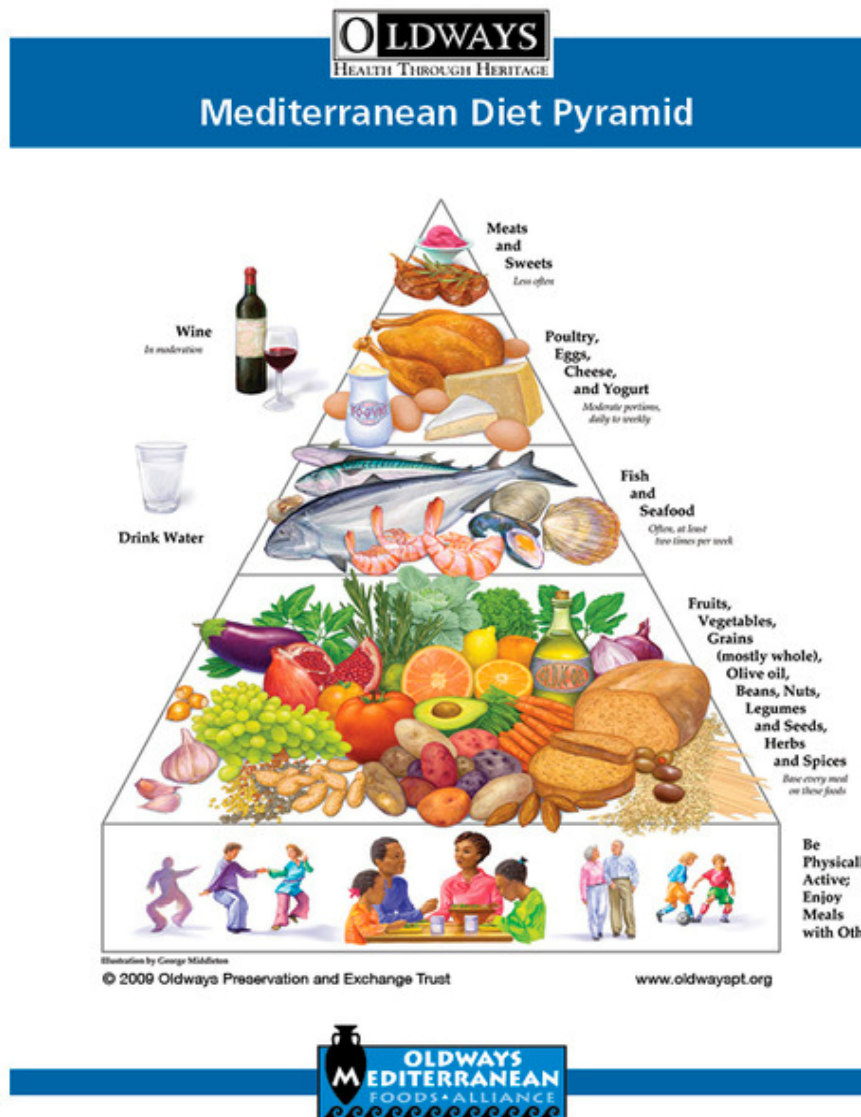 OLDWAYS
HEALTH THROUGH HERITAGE
Mediterranean Diet Pyramid
Meats
and
Sweets
Less often
Wine
In moderation
Poultry,
Eggs,
Cheese,
and Yogurt
Moderate portions,
daily to weekly
Drink Water
Fish
and
Seafood
Often, at least
two times per week
Fruits,
Vegetables,
Grains
(mostly whole),
Olive oil,
Beans, Nuts,
Legumes
and Seeds,
Herbs
and Spices
Base every meal
on these foods
Be
Physicall
Active;
Enjoy
Meals
with Oth
Illustration by George Middleton
© 2009 Oldways Preservation and Exchange Trust
www.oldwayspt.org
OLDWAYS
MEDITERRANEAN
FOODS•ALLIANCE